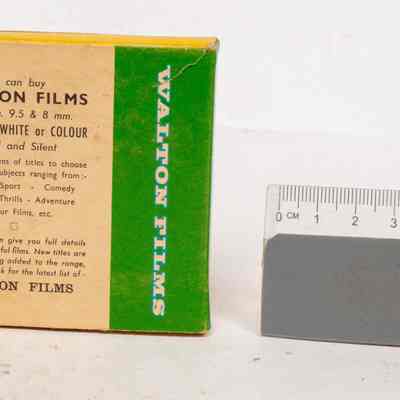 can buy
ON FILMS
9.5 & 8 mm.
WHITE or COLOUR
and Silent
of titles to choose
ubjects ranging from:-
Sport - Comedy
Thrills - Adventure
ur Films, etc.
n give you full details
ful films. New titles are
ng added to the range,
k for the latest list of-
ON FILMS
WALTON FILMS
0 CM 1 2 3